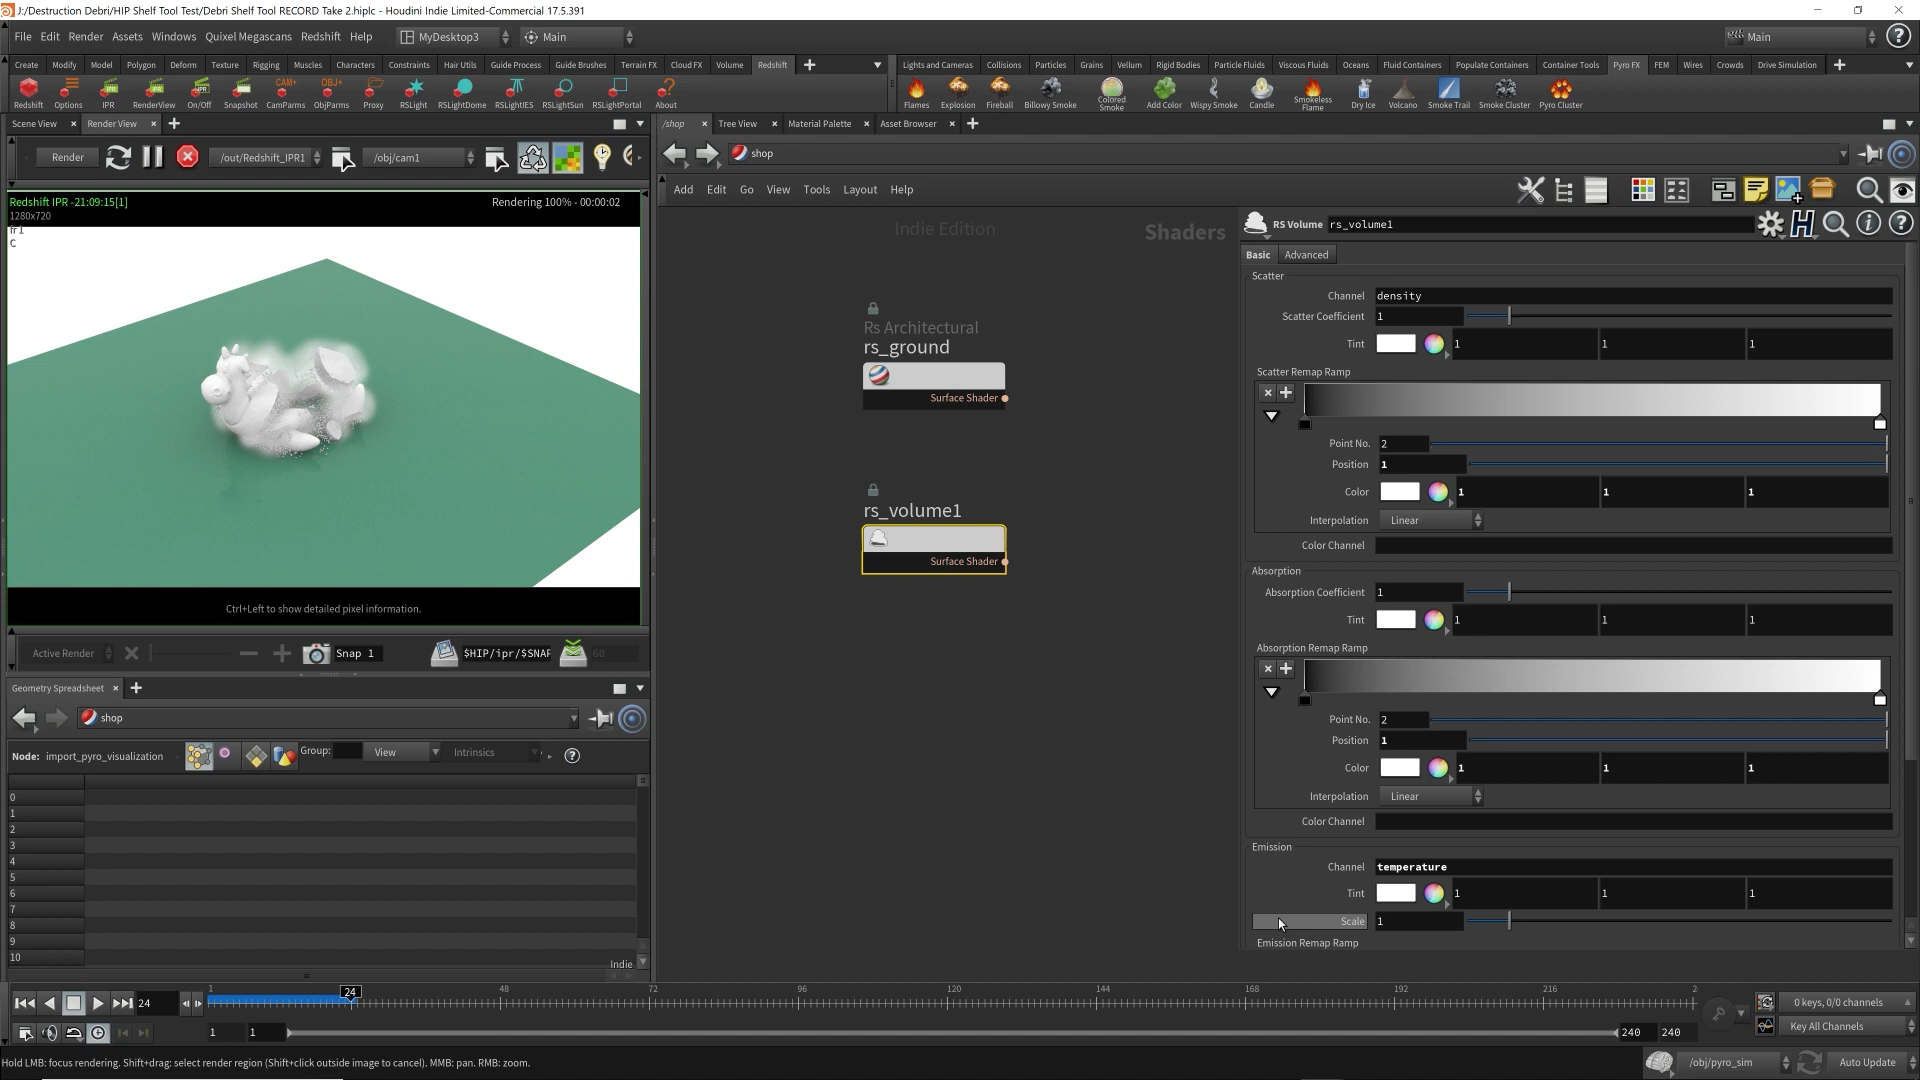 J:/Destruction Debri/HIP Shelf Tool Test/Debri Shelf Tool RECORD Take 2.hiplc - Houdini Indie Limited-Commercial 17.5.391
File Edit Render Assets Windows Quixel Megascans Redshift Help MyDesktop3 Main Main
Create Modify Model Polygon Deform Texture Rigging Muscles Characters Constraints Hair Utils Guide Process Guide Brushes Terrain FX Cloud FX Volume Redshift
Lights and Cameras Collisions Particles Grains Vellum Rigid Bodies Particle Fluids Viscous Fluids Oceans Fluid Containers Populate Containers Container Tools Pyro FX FEM Wires Crowds Drive Simulation
Redshift Options IPR RenderView On/Off Snapshot CamParms ObjParms Proxy RSLight RSLightDome RSLightIES RSLightSun RSLightPortal About
Flames Explosion Fireball Billowy Smoke Colored Smoke Add Color Wispy Smoke Candle Smokeless Flame Dry Ice Volcano Smoke Trail Smoke Cluster Pyro Cluster
Scene View Render View
/shop Tree View Material Palette Asset Browser
Render /out/Redshift_IPR1 /obj/cam1
shop
Add Edit Go View Tools Layout Help
Redshift IPR -21:09:15[1] Rendering 100% - 00:00:02
1280x720
fr1
C
Ctrl+Left to show detailed pixel information.
Active Render Snap 1 $HIP/ipr/$SNAP 60
Geometry Spreadsheet
shop
Node: import_pyro_visualization Group: View Intrinsics
0
1
2
3
4
5
6
7
8
9
10
Indie
Indie Edition Shaders
Rs Architectural
rs_ground
Surface Shader
rs_volume1
Surface Shader
RS Volume rs_volume1
Basic Advanced
Scatter
Channel density
Scatter Coefficient 1
Tint 1 1 1
Scatter Remap Ramp
Point No. 2
Position 1
Color 1 1 1
Interpolation Linear
Color Channel
Absorption
Absorption Coefficient 1
Tint 1 1 1
Absorption Remap Ramp
Point No. 2
Position 1
Color 1 1 1
Interpolation Linear
Color Channel
Emission
Channel temperature
Tint 1 1 1
Scale 1
Emission Remap Ramp
24 1 24 48 72 96 120 144 168 192 216 2
0 keys, 0/0 channels
1 1 240 240 Key All Channels
Hold LMB: focus rendering. Shift+drag: select render region (Shift+click outside image to cancel). MMB: pan. RMB: zoom.
/obj/pyro_sim Auto Update